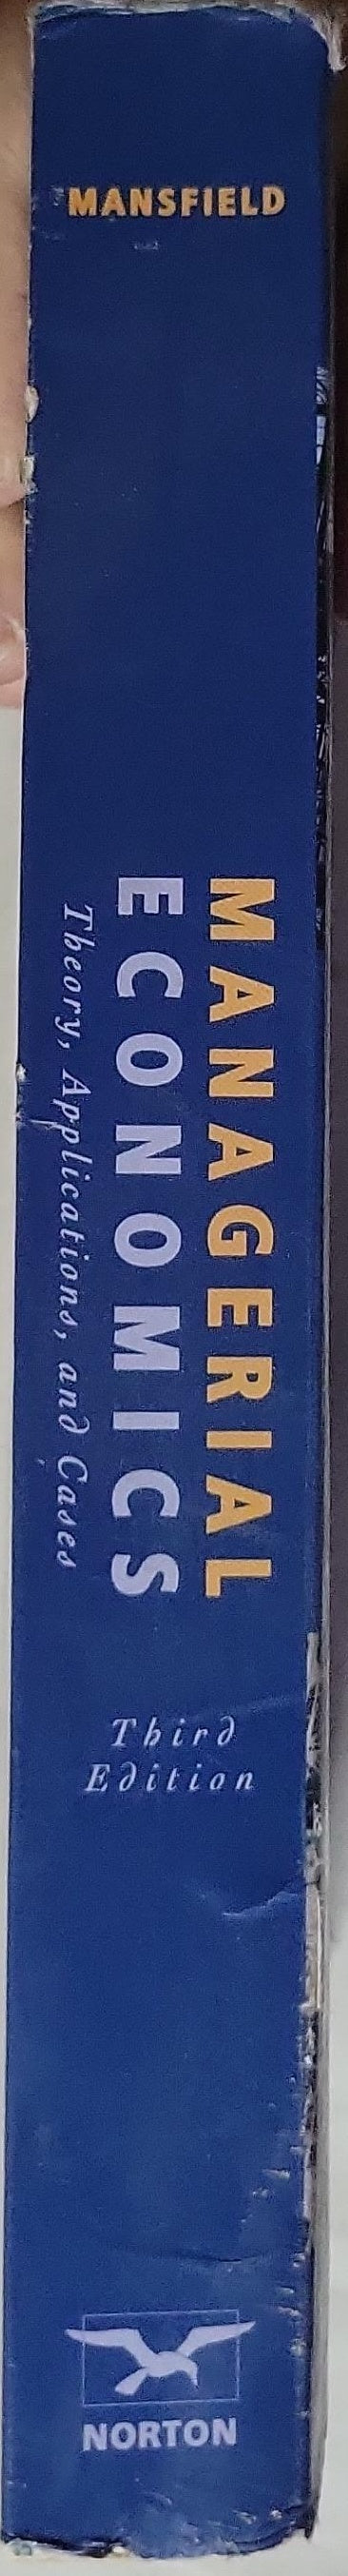 MANSFIELD
MANAGERIAL
ECONOMICS
Theory, Applications, and Cases
Third
Edition
NORTON